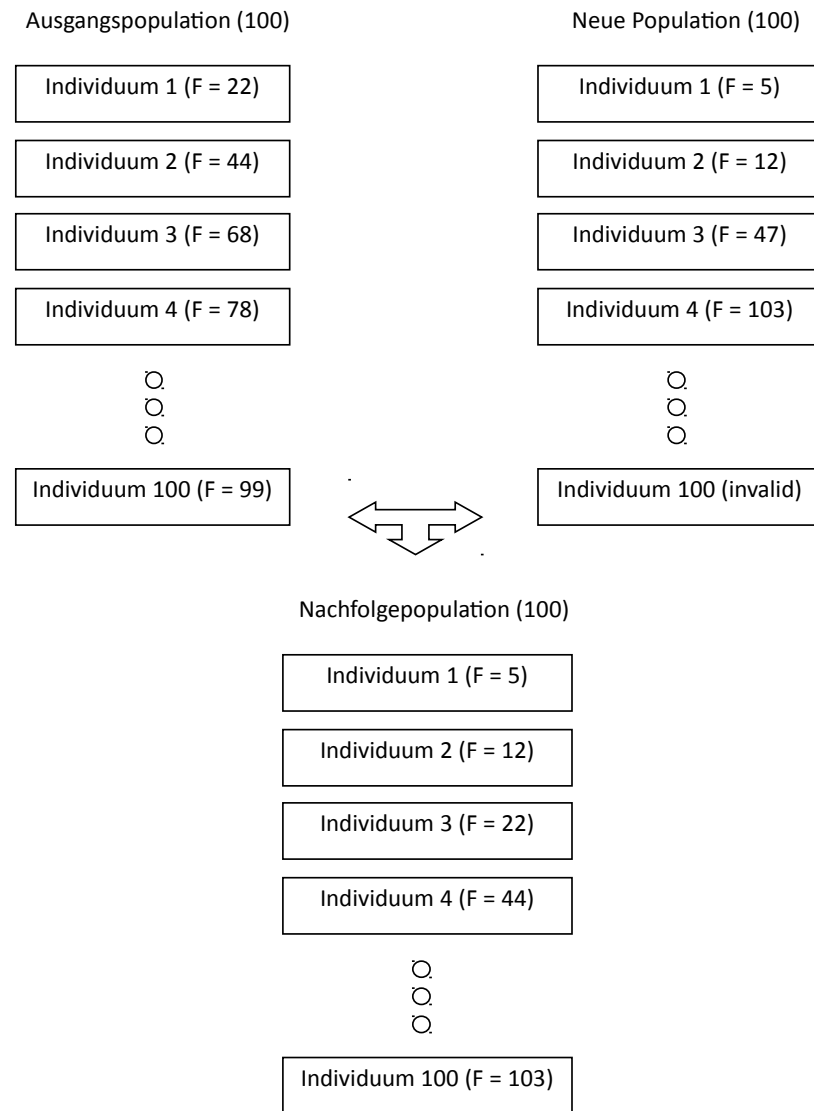 Ausgangspopulation (100)
Individuum 1 (F = 22)
Individuum 2 (F = 44)
Individuum 3 (F = 68)
Individuum 4 (F = 78)
Individuum 100 (F = 99)
Neue Population (100)
Individuum 1 (F = 5)
Individuum 2 (F = 12)
Individuum 3 (F = 47)
Individuum 4 (F = 103)
Individuum 100 (invalid)
Nachfolgepopulation (100)
Individuum 1 (F = 5)
Individuum 2 (F = 12)
Individuum 3 (F = 22)
Individuum 4 (F = 44)
Individuum 100 (F = 103)